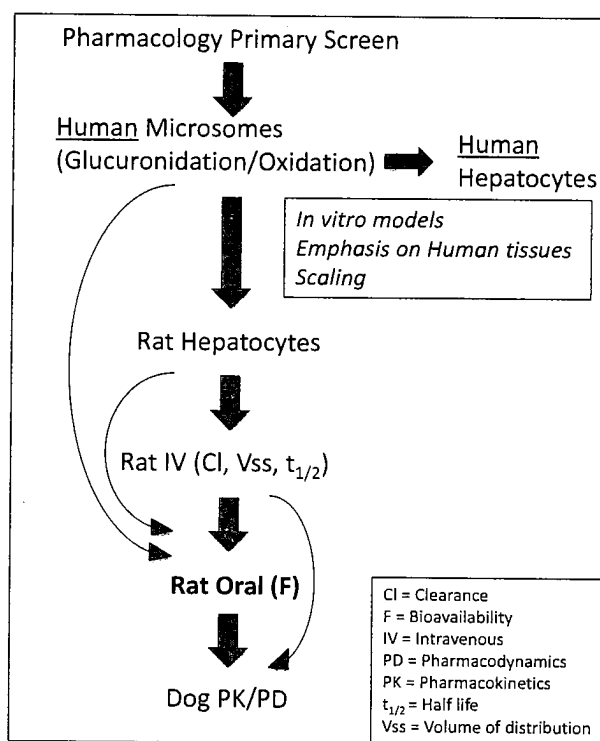 Pharmacology Primary Screen
Human Microsomes
(Glucuronidation/Oxidation)
Human
Hepatocytes
In vitro models
Emphasis on Human tissues
Scaling
Rat Hepatocytes
Rat IV (Cl, Vss, t1/2)
Rat Oral (F)
Dog PK/PD
Cl = Clearance
F = Bioavailability
IV = Intravenous
PD = Pharmacodynamics
PK = Pharmacokinetics
t1/2 = Half life
Vss = Volume of distribution